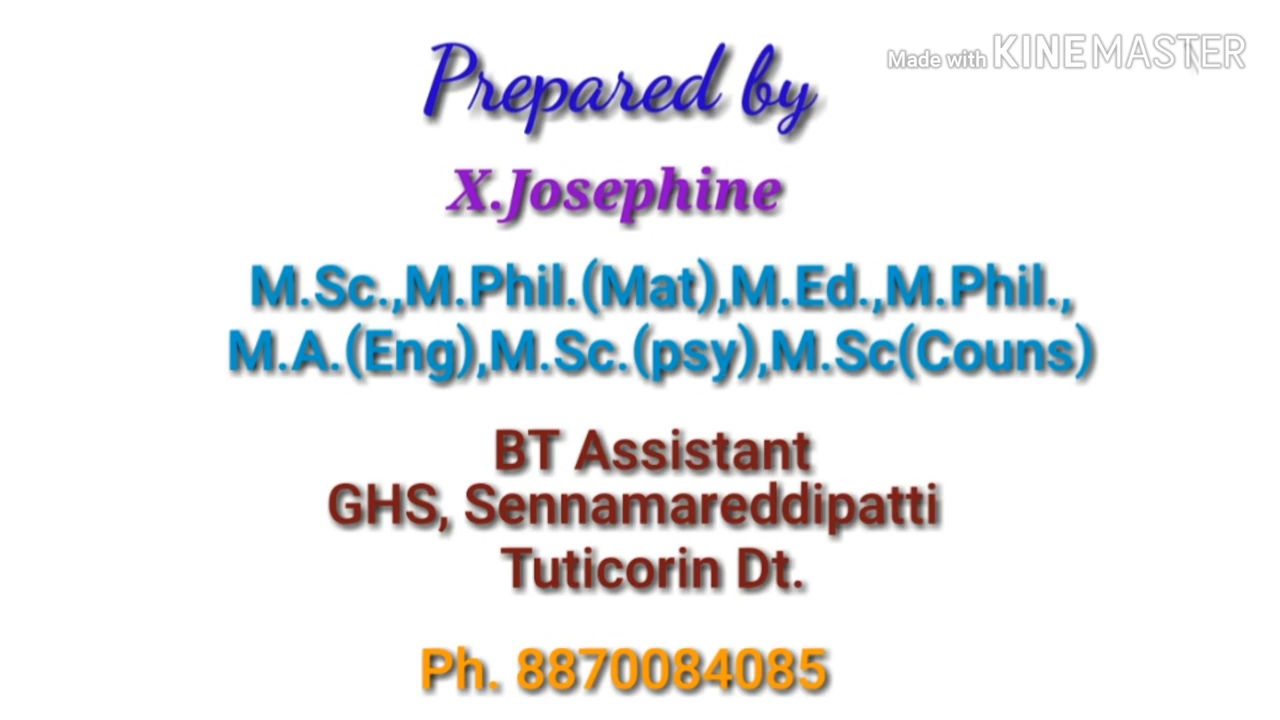 Made with KINEMASTER
Prepared by
X.Josephine
M.Sc.,M.Phil.(Mat),M.Ed.,M.Phil.,
M.A.(Eng),M.Sc.(psy),M.Sc(Couns)
BT Assistant
GHS, Sennamareddipatti
Tuticorin Dt.
Ph. 8870084085